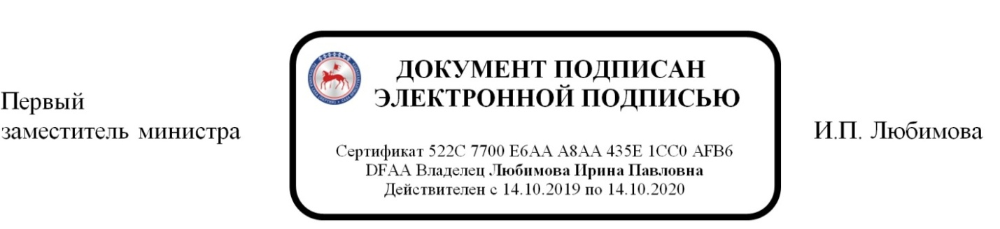 Первый
заместитель министра
ДОКУМЕНТ ПОДПИСАН
ЭЛЕКТРОННОЙ ПОДПИСЬЮ
Сертификат 522C 7700 E6AA A8AA 435E 1CC0 AFB6
DFAA Владелец Любимова Ирина Павловна
Действителен с 14.10.2019 по 14.10.2020
И.П. Любимова